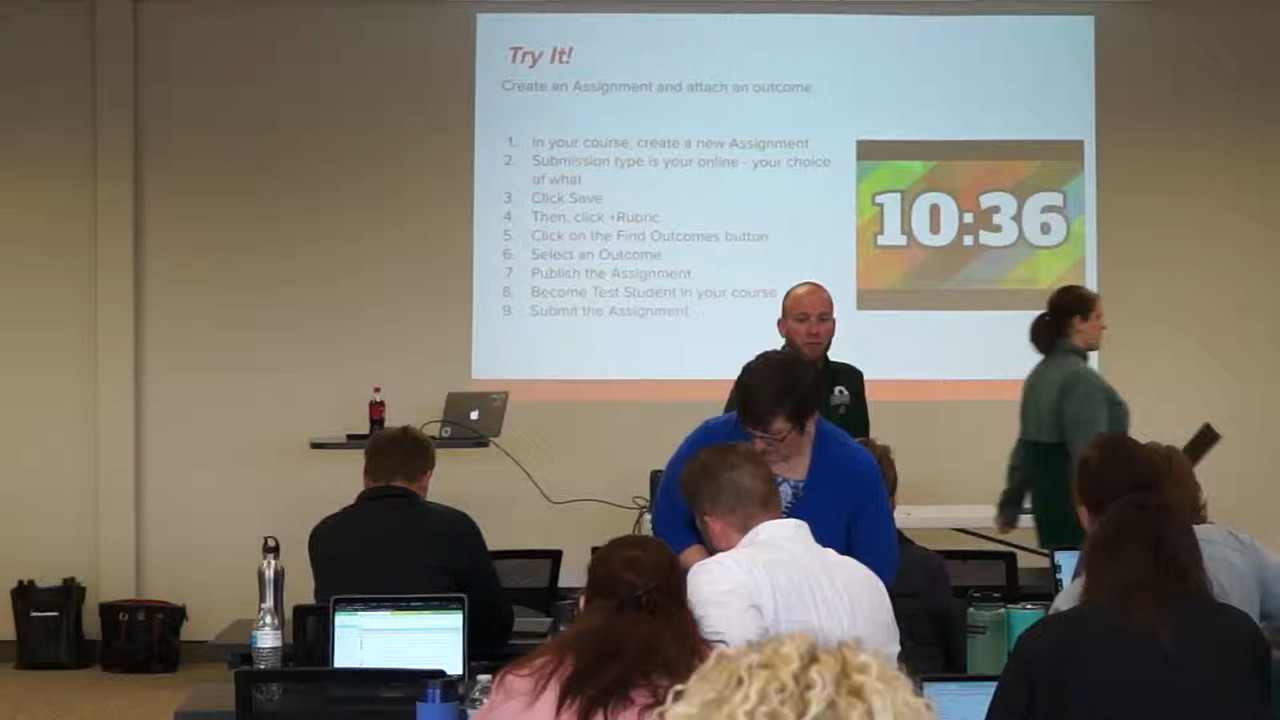 Try It!
Create an Assignment and attach an outcome
1. In your course, create a new Assignment
2. Submission type is your online - your choice
of what
3. Click Save
4. Then, click +Rubric
5. Click on the Find Outcomes button
6. Select an Outcome
7. Publish the Assignment
8. Become Test Student in your course
9. Submit the Assignment
10:36